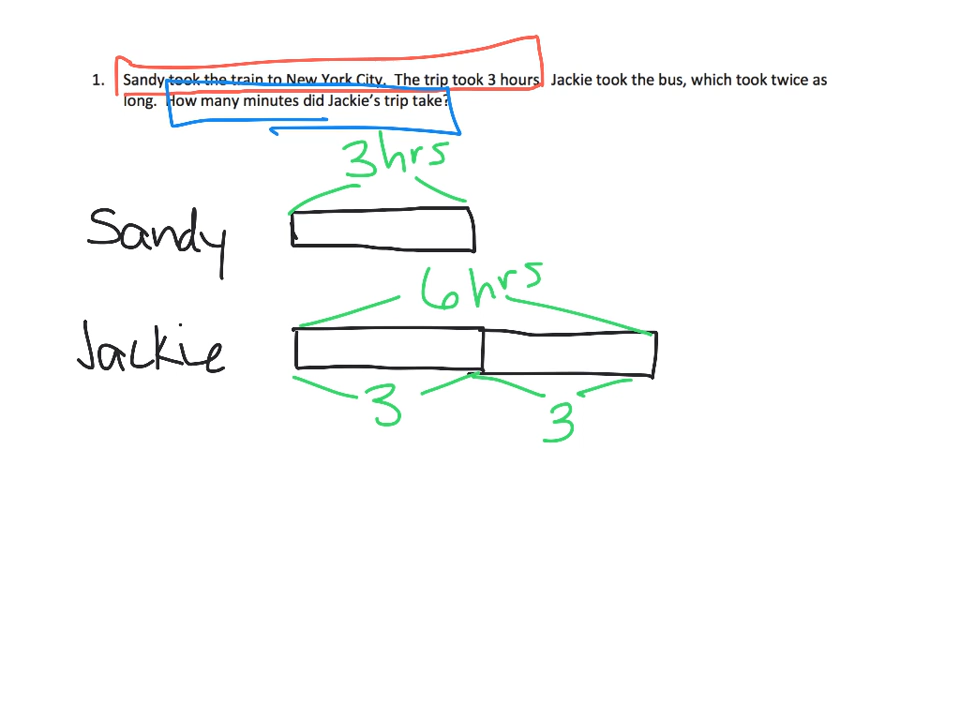 1. Sandy took the train to New York City. The trip took 3 hours. Jackie took the bus, which took twice as
long. How many minutes did Jackie's trip take?
3hrs
Sandy
6hrs
Jackie
3 3